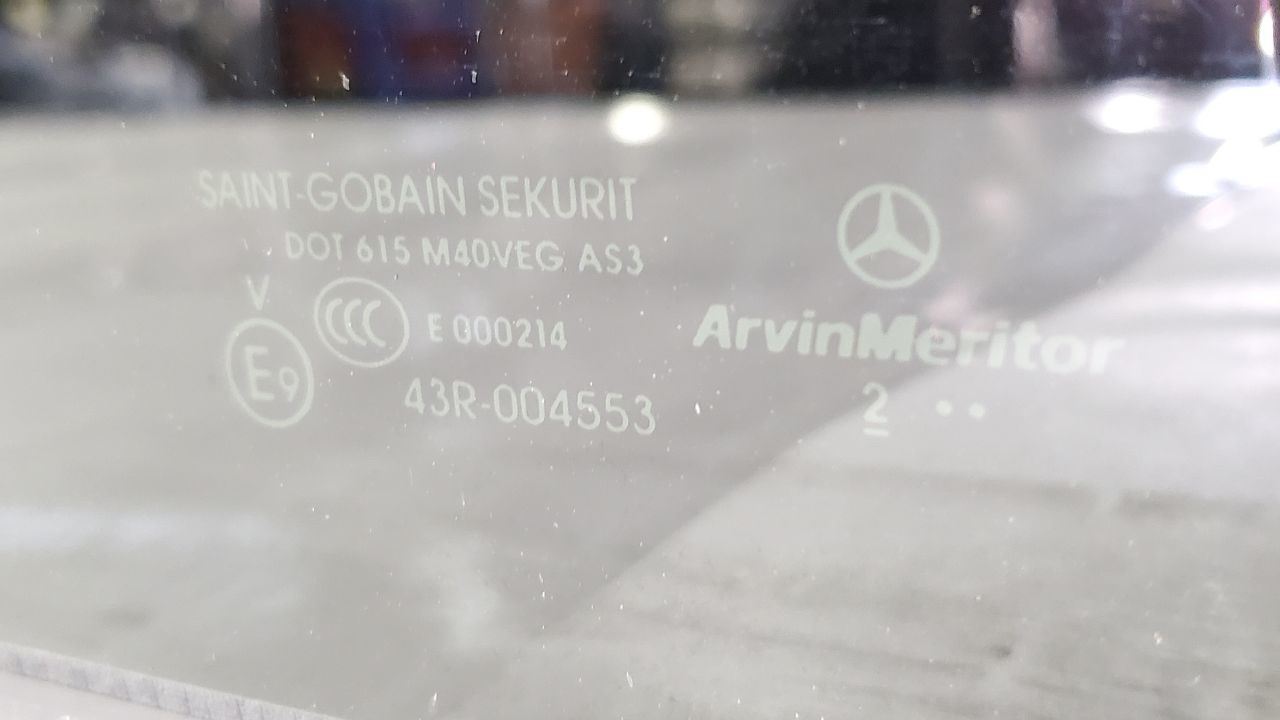 SAINT-GOBAIN SEKURIT
DOT 615 M40VEG AS3
V
CCC E 000214
E9
43R-004553
ArvinMeritor
2 ..